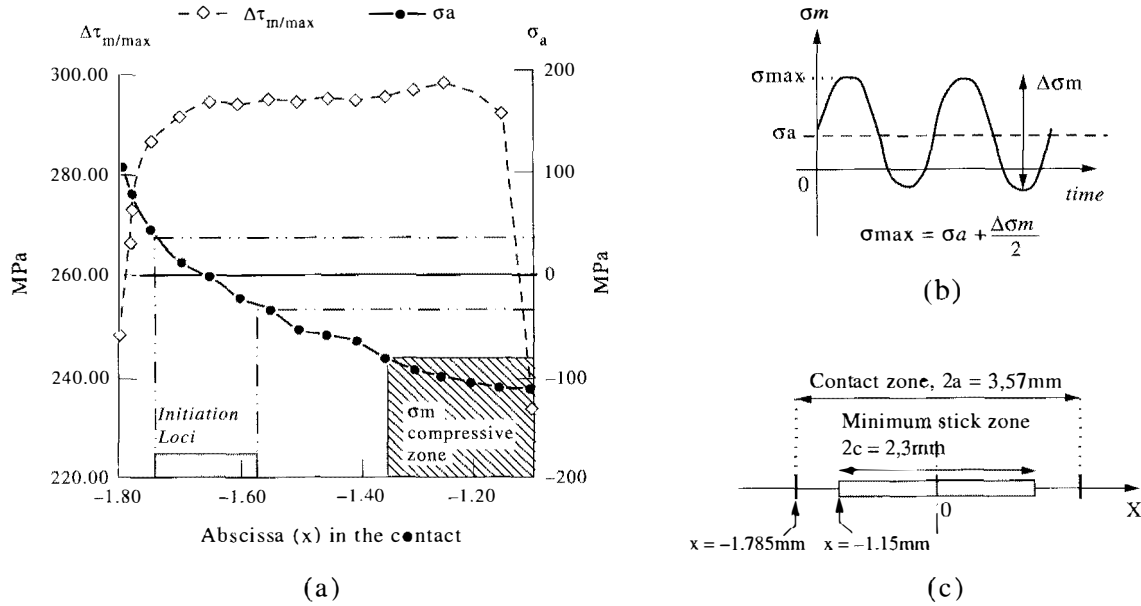 Δτm/max σa
Δτm/max
σa
300.00
280.00
260.00
240.00
220.00
MPa
200
100
0
−100
−200
MPa
Initiation
Loci
σm
compressive
zone
−1.80 −1.60 −1.40 −1.20
Abscissa (x) in the contact
(a)
σm
σmax
Δσm
σa
0
time
σmax = σa + Δσm/2
(b)
Contact zone, 2a = 3,57mm
Minimum stick zone
2c = 2,3mm
0
X
x = −1.785mm x = −1.15mm
(c)